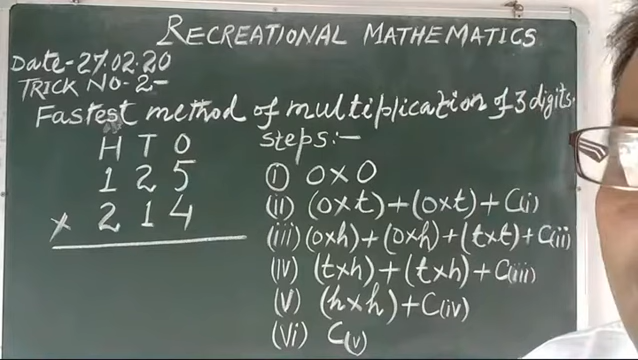 RECREATIONAL MATHEMATICS
Date-27.02.20
TRICK NO-2-
Fastest method of multiplication of 3 digits.
H T O
1 2 5
× 2 1 4
Steps:-
(i) O×O
(ii) (O×t)+(O×t)+C(i)
(iii) (O×h)+(O×h)+(t×t)+C(ii)
(iv) (t×h)+(t×h)+C(iii)
(v) (h×h)+C(iv)
(vi) C(v)